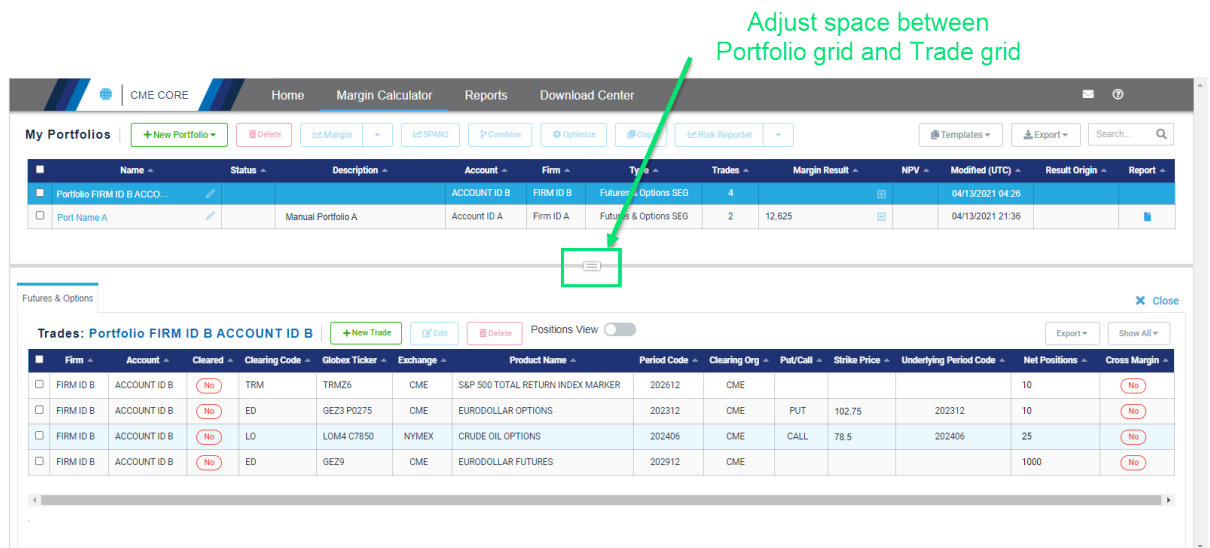 Adjust space between
Portfolio grid and Trade grid
CME CORE Home Margin Calculator Reports Download Center
My Portfolios +New Portfolio Delete Margin SPAN2 Combine Optimize Copy Risk Reporter Templates Export Search...
Name Status Description Account Firm Type Trades Margin Result NPV Modified (UTC) Result Origin Report
Portfolio FIRM ID B ACCO... ACCOUNT ID B FIRM ID B Futures & Options SEG 4 04/13/2021 04:26
Port Name A Manual Portfolio A Account ID A Firm ID A Futures & Options SEG 2 12,625 04/13/2021 21:36
Futures & Options
X Close
Trades: Portfolio FIRM ID B ACCOUNT ID B +New Trade Edit Delete Positions View Export Show All
Firm Account Cleared Clearing Code Globex Ticker Exchange Product Name Period Code Clearing Org Put/Call Strike Price Underlying Period Code Net Positions Cross Margin
FIRM ID B ACCOUNT ID B No TRM TRMZ6 CME S&P 500 TOTAL RETURN INDEX MARKER 202612 CME 10 No
FIRM ID B ACCOUNT ID B No ED GEZ3 P0275 CME EURODOLLAR OPTIONS 202312 CME PUT 102.75 202312 10 No
FIRM ID B ACCOUNT ID B No LO LOM4 C7850 NYMEX CRUDE OIL OPTIONS 202406 CME CALL 78.5 202406 25 No
FIRM ID B ACCOUNT ID B No ED GEZ9 CME EURODOLLAR FUTURES 202912 CME 1000 No